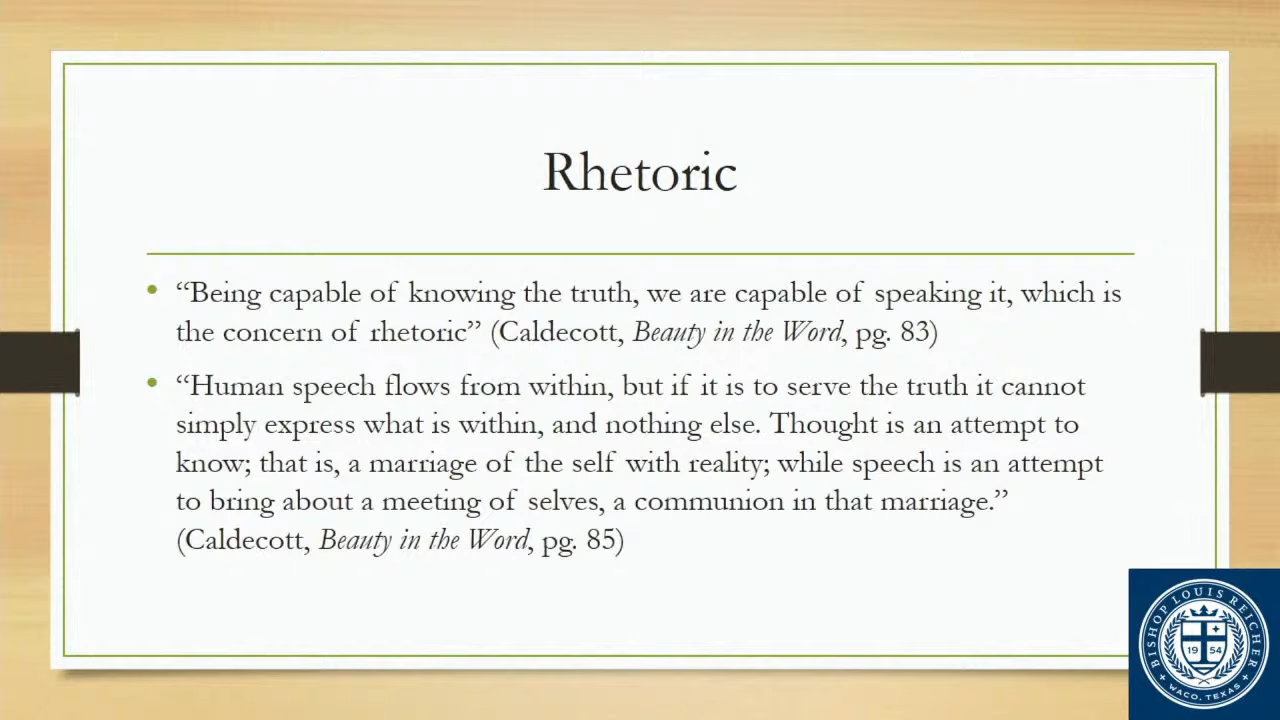 Rhetoric
• “Being capable of knowing the truth, we are capable of speaking it, which is
the concern of rhetoric” (Caldecott, Beauty in the Word, pg. 83)
• “Human speech flows from within, but if it is to serve the truth it cannot
simply express what is within, and nothing else. Thought is an attempt to
know; that is, a marriage of the self with reality; while speech is an attempt
to bring about a meeting of selves, a communion in that marriage.”
(Caldecott, Beauty in the Word, pg. 85)
BISHOP LOUIS REICHER
19 54
WACO, TEXAS